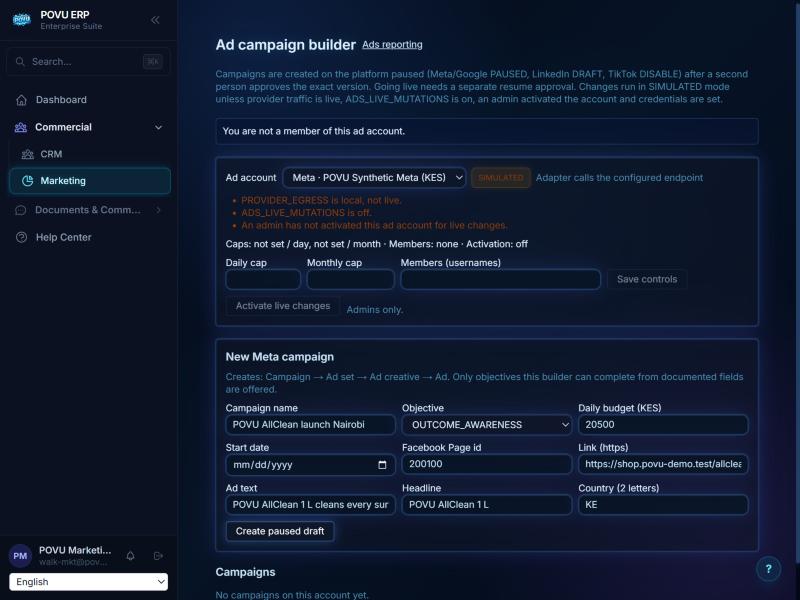 POVU ERP
Enterprise Suite
Search...
⌘K
Dashboard
Commercial
CRM
Marketing
Documents & Comm...
Help Center
PM
POVU Marketi...
walk-mkt@pov...
English
Ad campaign builder Ads reporting
Campaigns are created on the platform paused (Meta/Google PAUSED, LinkedIn DRAFT, TikTok DISABLE) after a second
person approves the exact version. Going live needs a separate resume approval. Changes run in SIMULATED mode
unless provider traffic is live, ADS_LIVE_MUTATIONS is on, an admin activated the account and credentials are set.
You are not a member of this ad account.
Ad account Meta · POVU Synthetic Meta (KES) SIMULATED Adapter calls the configured endpoint
• PROVIDER_EGRESS is local, not live.
• ADS_LIVE_MUTATIONS is off.
• An admin has not activated this ad account for live changes.
Caps: not set / day, not set / month · Members: none · Activation: off
Daily cap Monthly cap Members (usernames)
Save controls
Activate live changes Admins only.
New Meta campaign
Creates: Campaign → Ad set → Ad creative → Ad. Only objectives this builder can complete from documented fields
are offered.
Campaign name Objective Daily budget (KES)
POVU AllClean launch Nairobi OUTCOME_AWARENESS 20500
Start date Facebook Page id Link (https)
mm/dd/yyyy 200100 https://shop.povu-demo.test/allclea
Ad text Headline Country (2 letters)
POVU AllClean 1 L cleans every sur POVU AllClean 1 L KE
Create paused draft
Campaigns
No campaigns on this account yet.
?